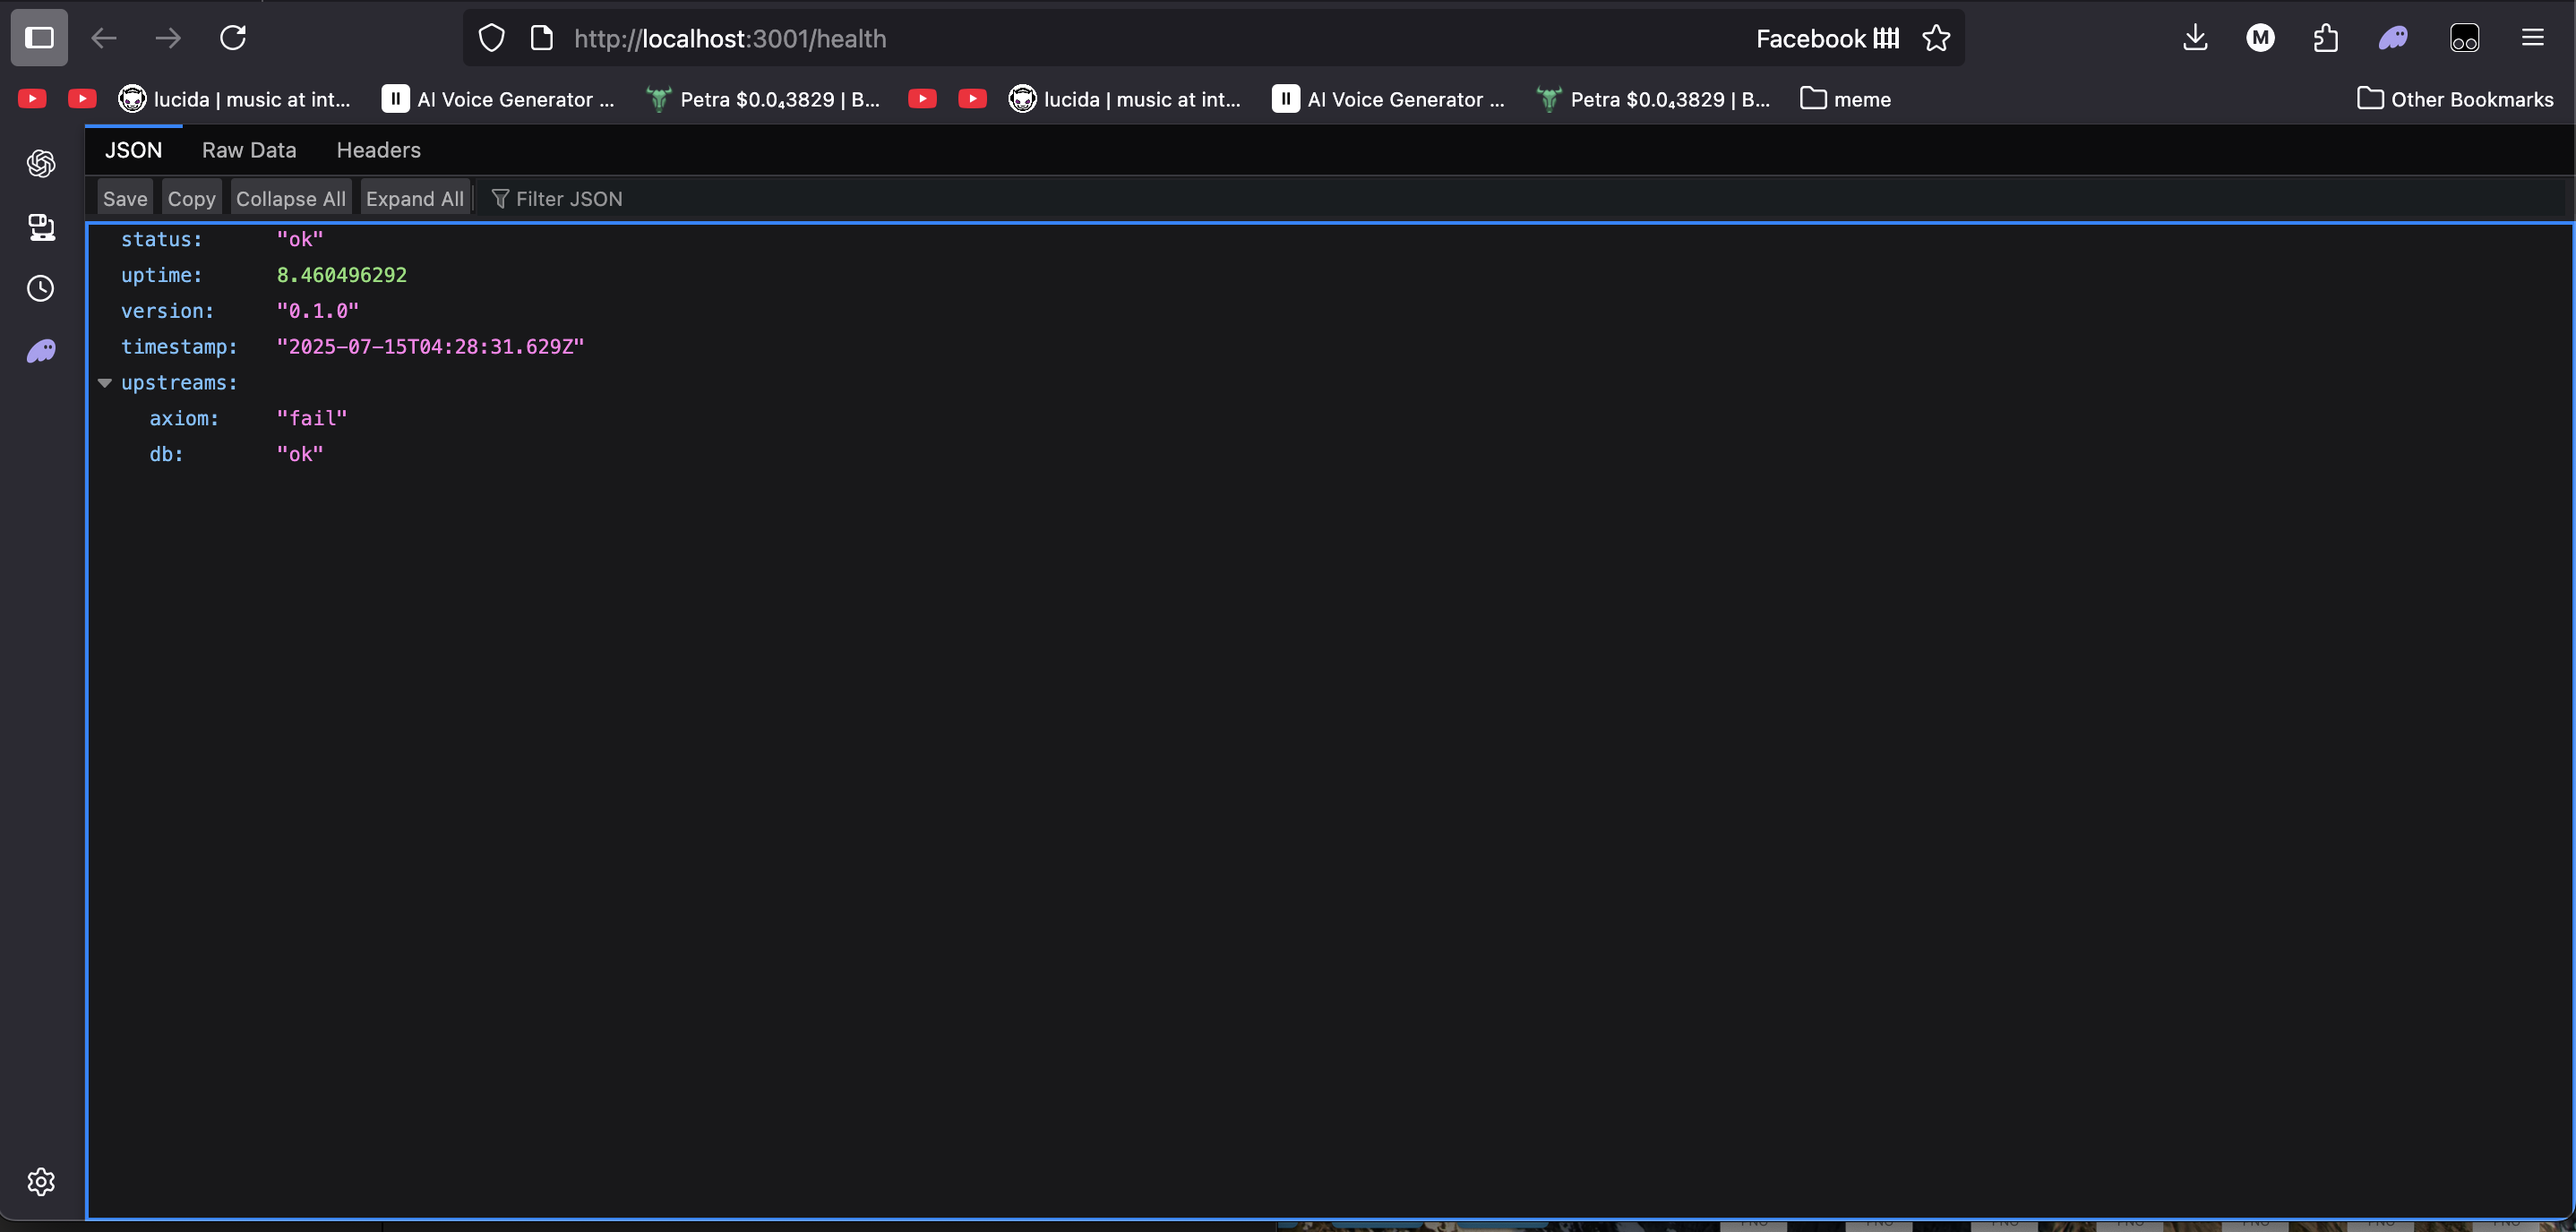 http://localhost:3001/health Facebook M
lucida | music at int... AI Voice Generator ... Petra $0.0₄3829 | B... lucida | music at int... AI Voice Generator ... Petra $0.0₄3829 | B... meme Other Bookmarks
JSON Raw Data Headers
Save Copy Collapse All Expand All Filter JSON
status: "ok"
uptime: 8.460496292
version: "0.1.0"
timestamp: "2025-07-15T04:28:31.629Z"
upstreams:
axiom: "fail"
db: "ok"